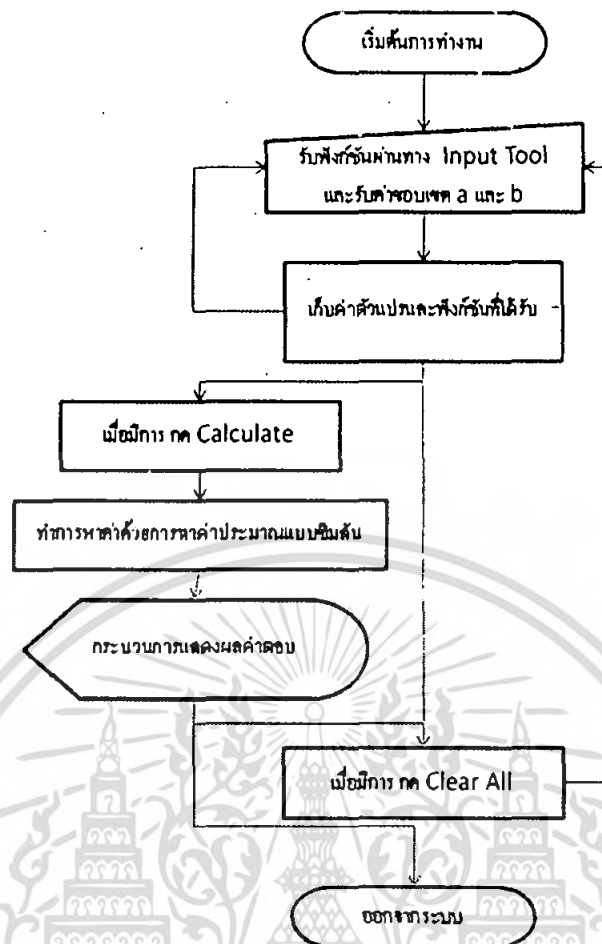 เริ่มต้นการทำงาน
รับฟังก์ชันผ่านทาง Input Tool
และรับค่าขอบเขต a และ b
เก็บค่าตัวแปรและฟังก์ชันที่ได้รับ
เมื่อมีการ กด Calculate
ทำการหาค่าด้วยการหาค่าประมาณแบบซิมสัน
กระบวนการแสดงผลคำตอบ
เมื่อมีการ กด Clear All
ออกจากระบบ